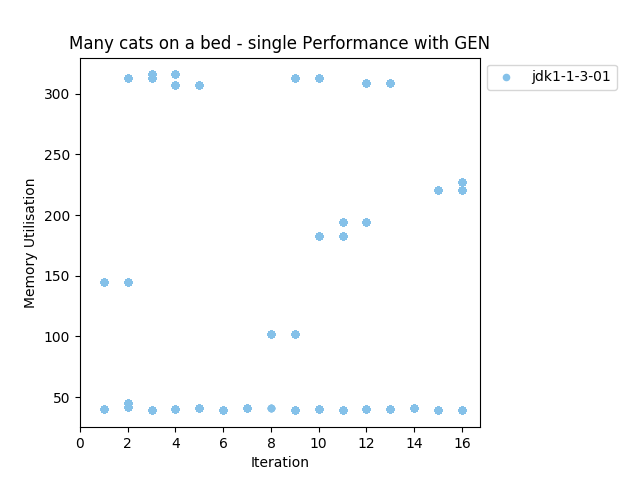 Many cats on a bed - single Performance with GEN
jdk1-1-3-01
300
250
200
150
100
50
Memory Utilisation
0 2 4 6 8 10 12 14 16
Iteration